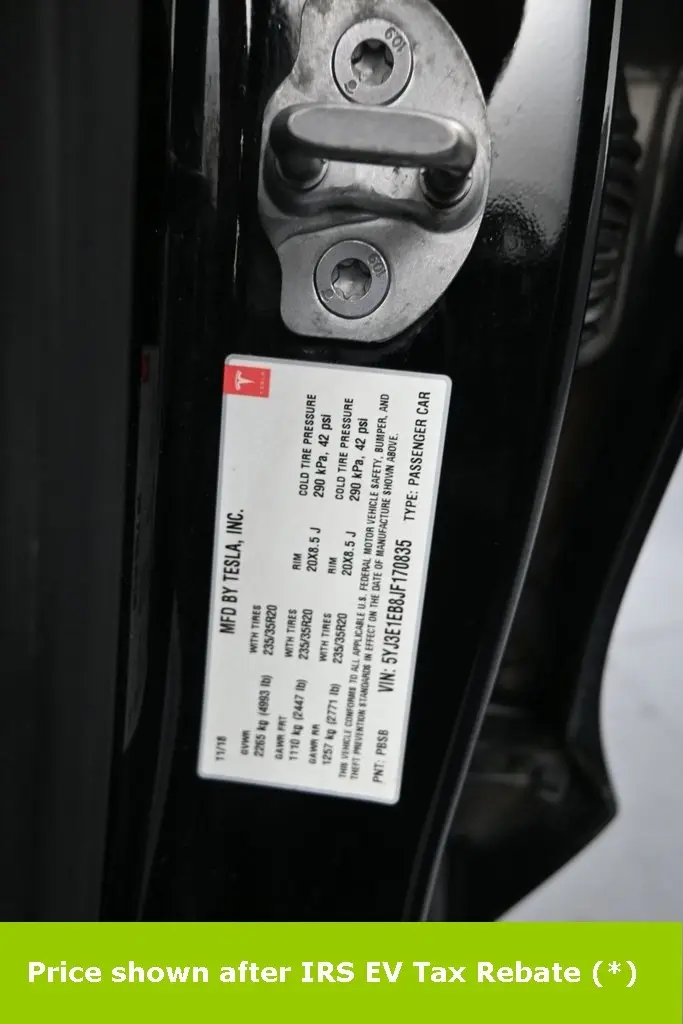 109
109
TESLA
MFD BY TESLA, INC.
11/18
GVWR
2265 kg (4993 lb)
WITH TIRES
235/35R20
RIM
20X8.5 J
COLD TIRE PRESSURE
290 kPa, 42 psi
GAWR FRT
1110 kg (2447 lb)
WITH TIRES
235/35R20
RIM
20X8.5 J
COLD TIRE PRESSURE
290 kPa, 42 psi
GAWR RR
1257 kg (2771 lb)
WITH TIRES
235/35R20
THIS VEHICLE CONFORMS TO ALL APPLICABLE U.S. FEDERAL MOTOR VEHICLE SAFETY, BUMPER, AND
THEFT PREVENTION STANDARDS IN EFFECT ON THE DATE OF MANUFACTURE SHOWN ABOVE.
PNT: PBSB VIN: 5YJ3E1EB8JF170835 TYPE: PASSENGER CAR
Price shown after IRS EV Tax Rebate (*)